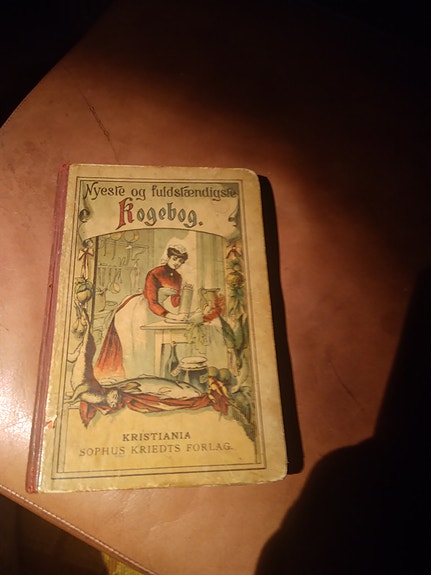 Nyeste og fuldstændigste
Kogebog.
KRISTIANIA
SOPHUS KRIEDTS FORLAG.